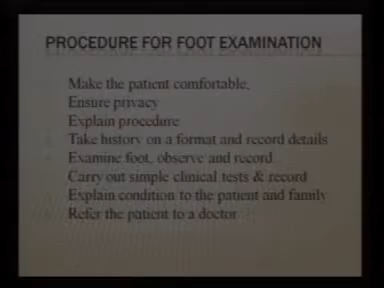 PROCEDURE FOR FOOT EXAMINATION
Make the patient comfortable.
Ensure privacy
Explain procedure
Take history on a format and record details
Examine foot, observe and record
Carry out simple clinical tests & record
Explain condition to the patient and family
Refer the patient to a doctor